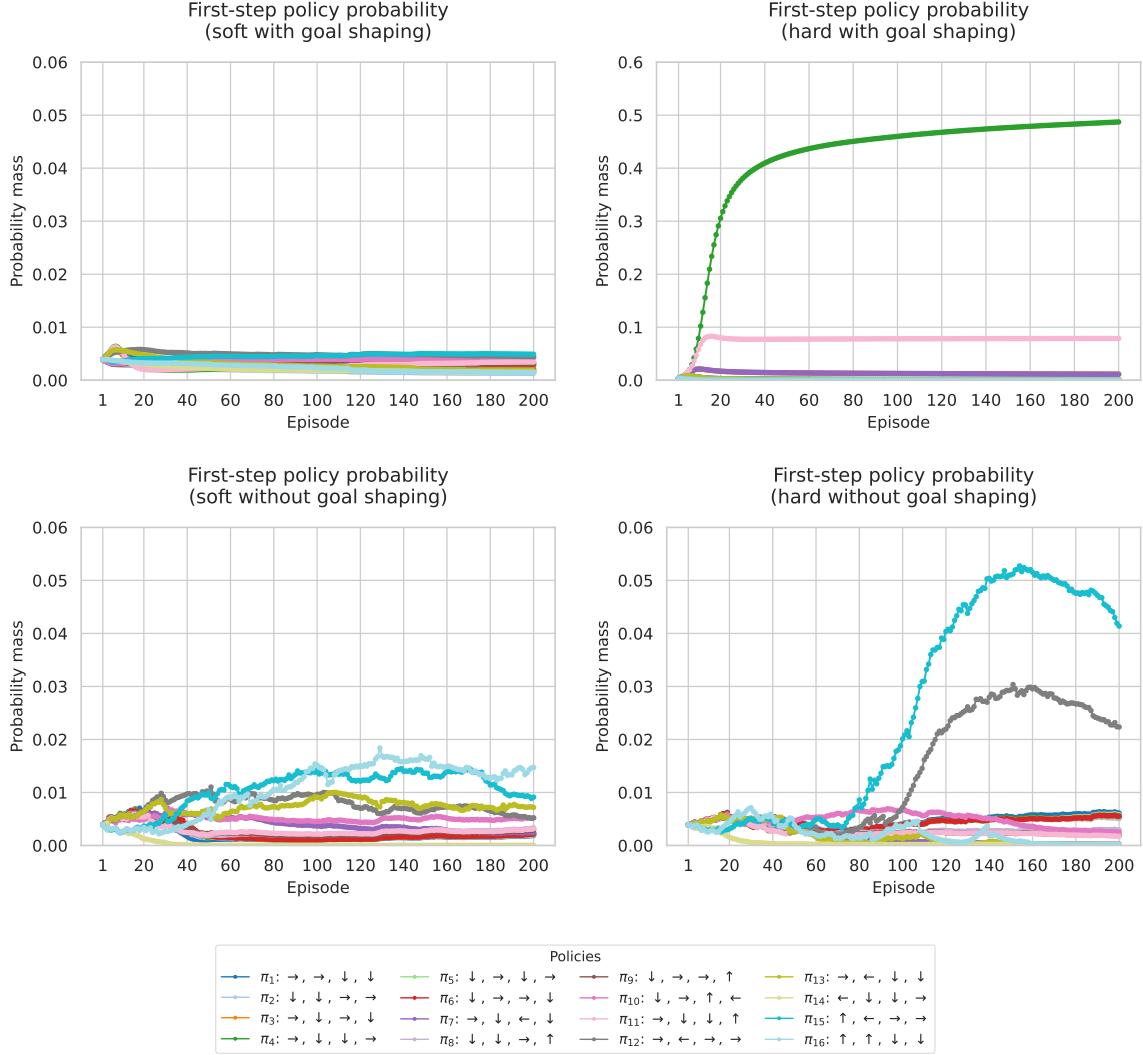 First-step policy probability
(soft with goal shaping)
0.06
0.05
0.04
0.03
0.02
0.01
0.00
Probability mass
1 20 40 60 80 100 120 140 160 180 200
Episode
First-step policy probability
(hard with goal shaping)
0.6
0.5
0.4
0.3
0.2
0.1
0.0
Probability mass
1 20 40 60 80 100 120 140 160 180 200
Episode
First-step policy probability
(soft without goal shaping)
0.06
0.05
0.04
0.03
0.02
0.01
0.00
Probability mass
1 20 40 60 80 100 120 140 160 180 200
Episode
First-step policy probability
(hard without goal shaping)
0.06
0.05
0.04
0.03
0.02
0.01
0.00
Probability mass
1 20 40 60 80 100 120 140 160 180 200
Episode
Policies
π1: →, →, ↓, ↓
π2: ↓, ↓, →, →
π3: →, ↓, →, ↓
π4: →, ↓, ↓, →
π5: ↓, →, ↓, →
π6: ↓, →, →, ↓
π7: →, ↓, ←, ↓
π8: ↓, ↓, →, ↑
π9: ↓, →, →, ↑
π10: ↓, →, ↑, ←
π11: →, ↓, ↓, ↑
π12: →, ←, →, →
π13: →, ←, ↓, ↓
π14: ←, ↓, ↓, →
π15: ↑, ←, →, →
π16: ↑, ↑, ↓, ↓